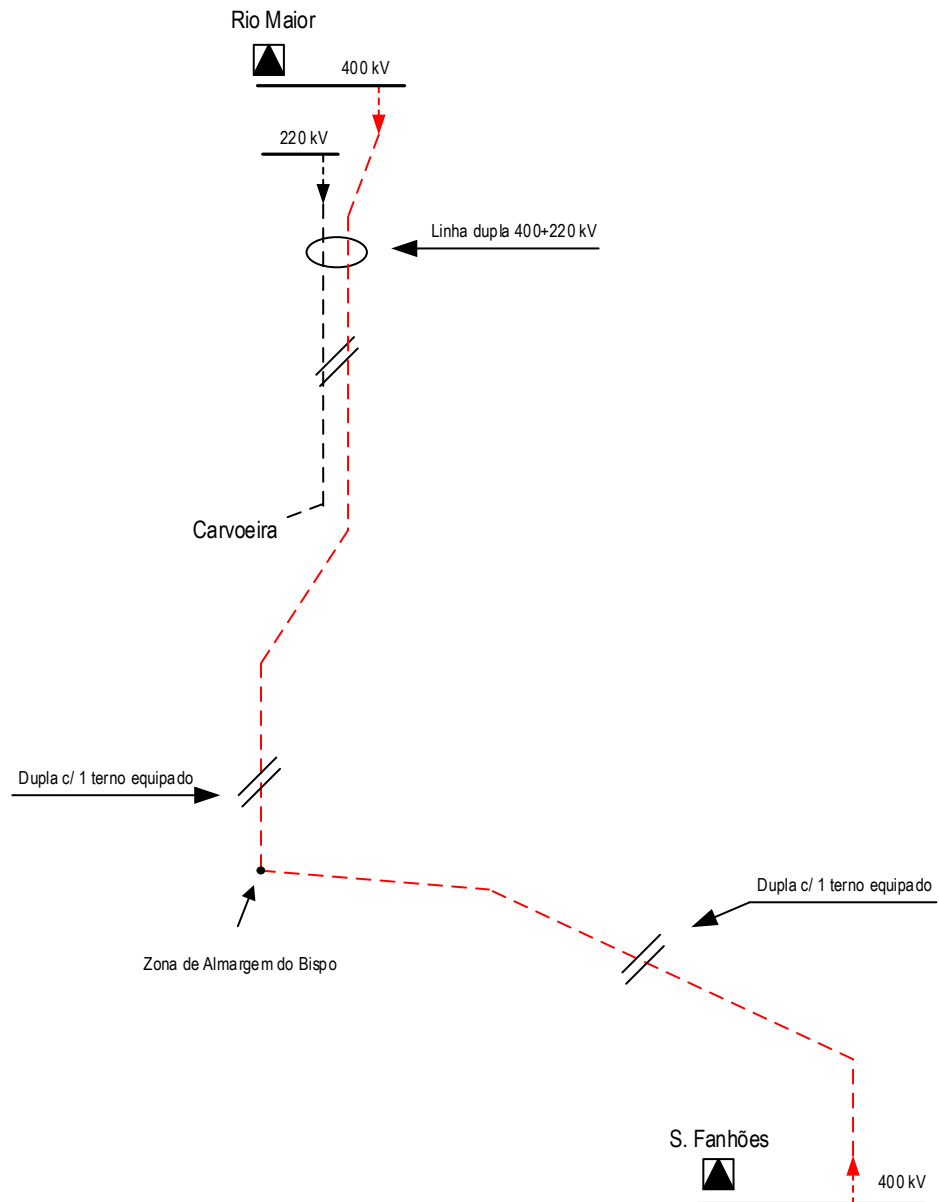 Rio Maior
400 kV
220 kV
Linha dupla 400+220 kV
Carvoeira
Dupla c/ 1 terno equipado
Dupla c/ 1 terno equipado
Zona de Almargem do Bispo
S. Fanhões
400 kV